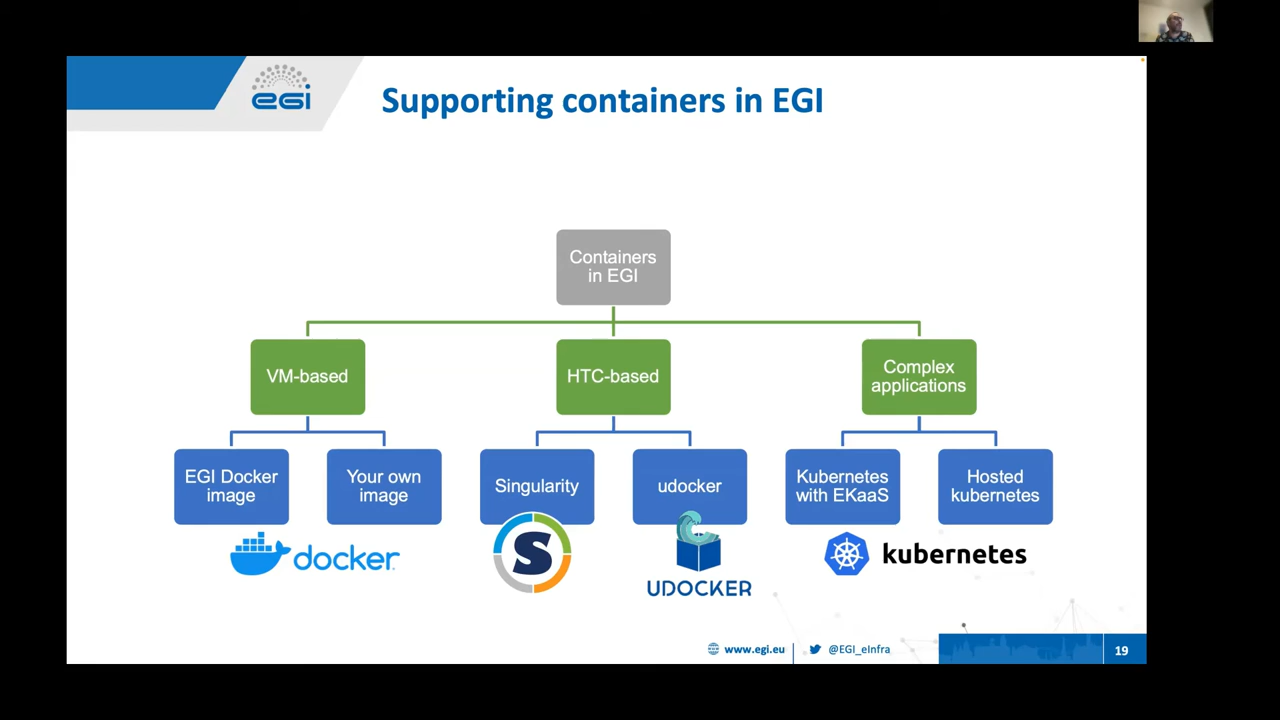 egi
Supporting containers in EGI
Containers
in EGI
VM-based
HTC-based
Complex
applications
EGI Docker
image
Your own
image
Singularity
udocker
Kubernetes
with EKaaS
Hosted
kubernetes
docker
S
UDOCKER
kubernetes
www.egi.eu
@EGI_eInfra
19